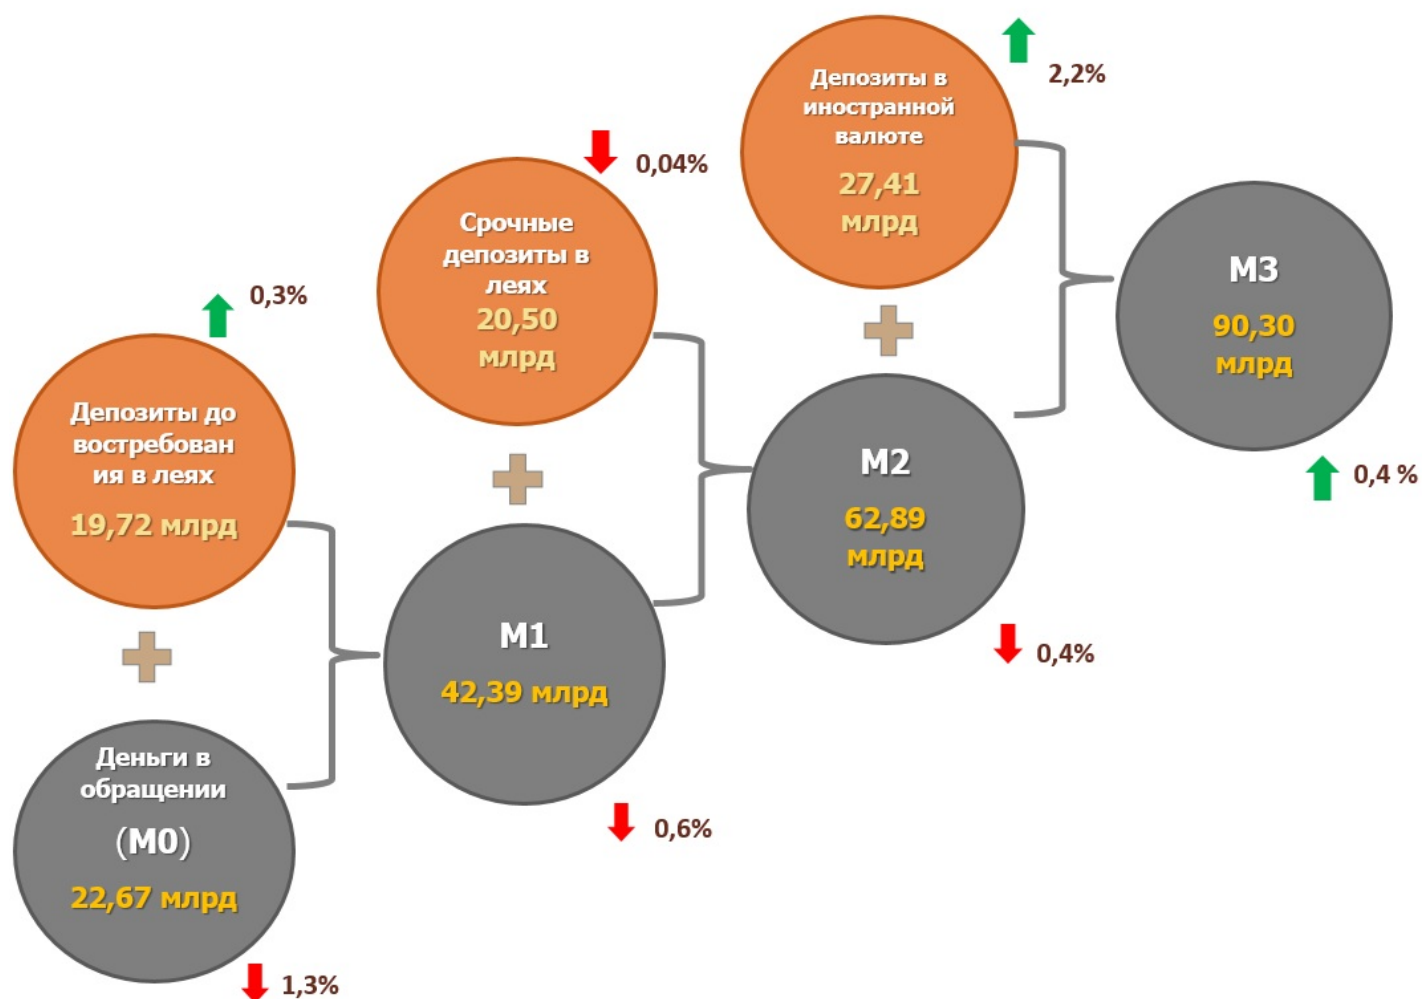 Депозиты до
востребован
ия в леях
19,72 млрд
0,3%
Деньги в
обращении
(М0)
22,67 млрд
1,3%
Срочные
депозиты в
леях
20,50
млрд
0,04%
М1
42,39 млрд
0,6%
Депозиты в
иностранной
валюте
27,41
млрд
2,2%
М2
62,89
млрд
0,4%
М3
90,30
млрд
0,4 %